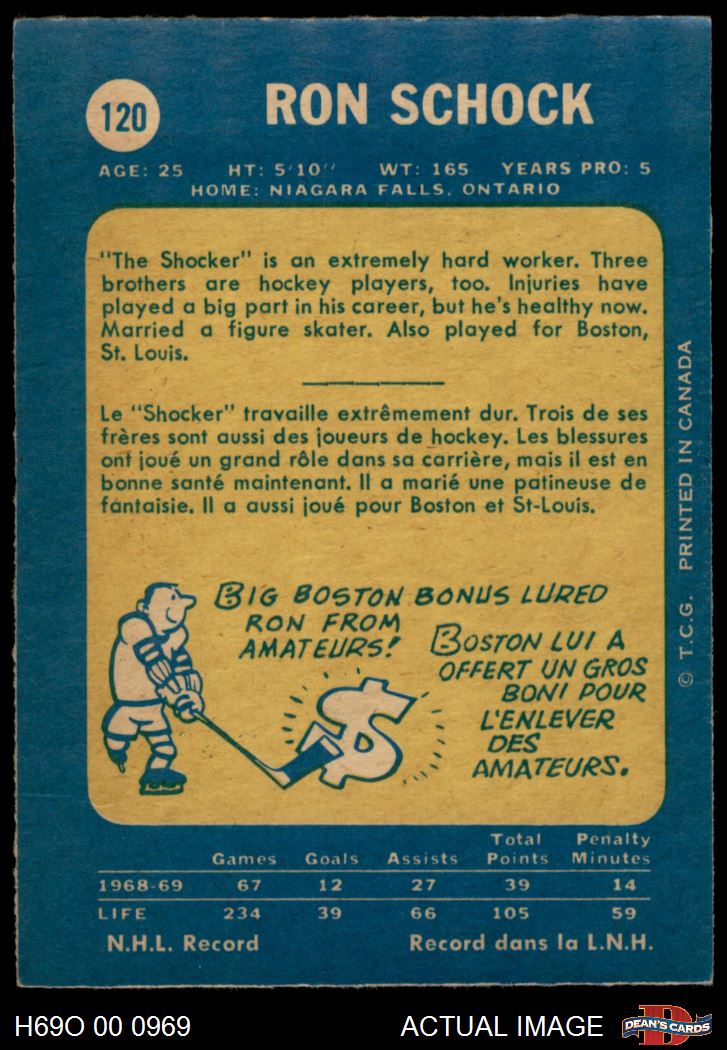 120
RON SCHOCK
AGE: 25 HT: 5'10" WT: 165 YEARS PRO: 5
HOME: NIAGARA FALLS, ONTARIO
"The Shocker" is an extremely hard worker. Three
brothers are hockey players, too. Injuries have
played a big part in his career, but he's healthy now.
Married a figure skater. Also played for Boston,
St. Louis.
Le "Shocker" travaille extrêmement dur. Trois de ses
frères sont aussi des joueurs de hockey. Les blessures
ont joué un grand rôle dans sa carrière, mais il est en
bonne santé maintenant. Il a marié une patineuse de
fantaisie. Il a aussi joué pour Boston et St-Louis.
BIG BOSTON BONUS LURED
RON FROM
AMATEURS!
BOSTON LUI A
OFFERT UN GROS
BONI POUR
L'ENLEVER
DES
AMATEURS.
$
© T.C.G. PRINTED IN CANADA
Games Goals Assists Total Points Penalty Minutes
1968-69 67 12 27 39 14
LIFE 234 39 66 105 59
N.H.L. Record Record dans la L.N.H.
H69O 00 0969 ACTUAL IMAGE
D
DEAN'S CARDS